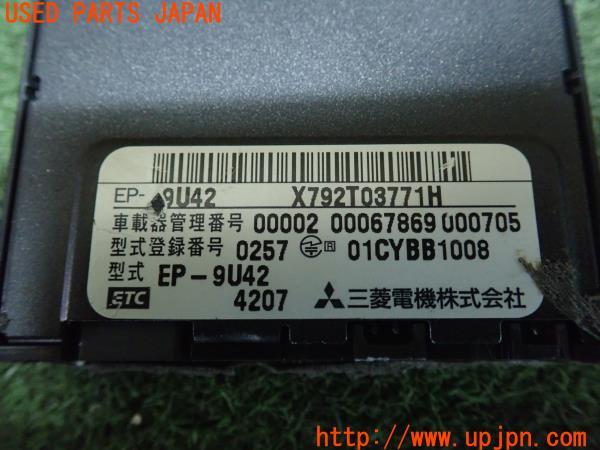 USED PARTS JAPAN
EP-9U42 X792T03771H
車載器管理番号 00002 00067869 000705
型式登録番号 0257 01CYBB1008
型式 EP-9U42
ETC 4207 三菱電機株式会社
http://www.upjpn.com/